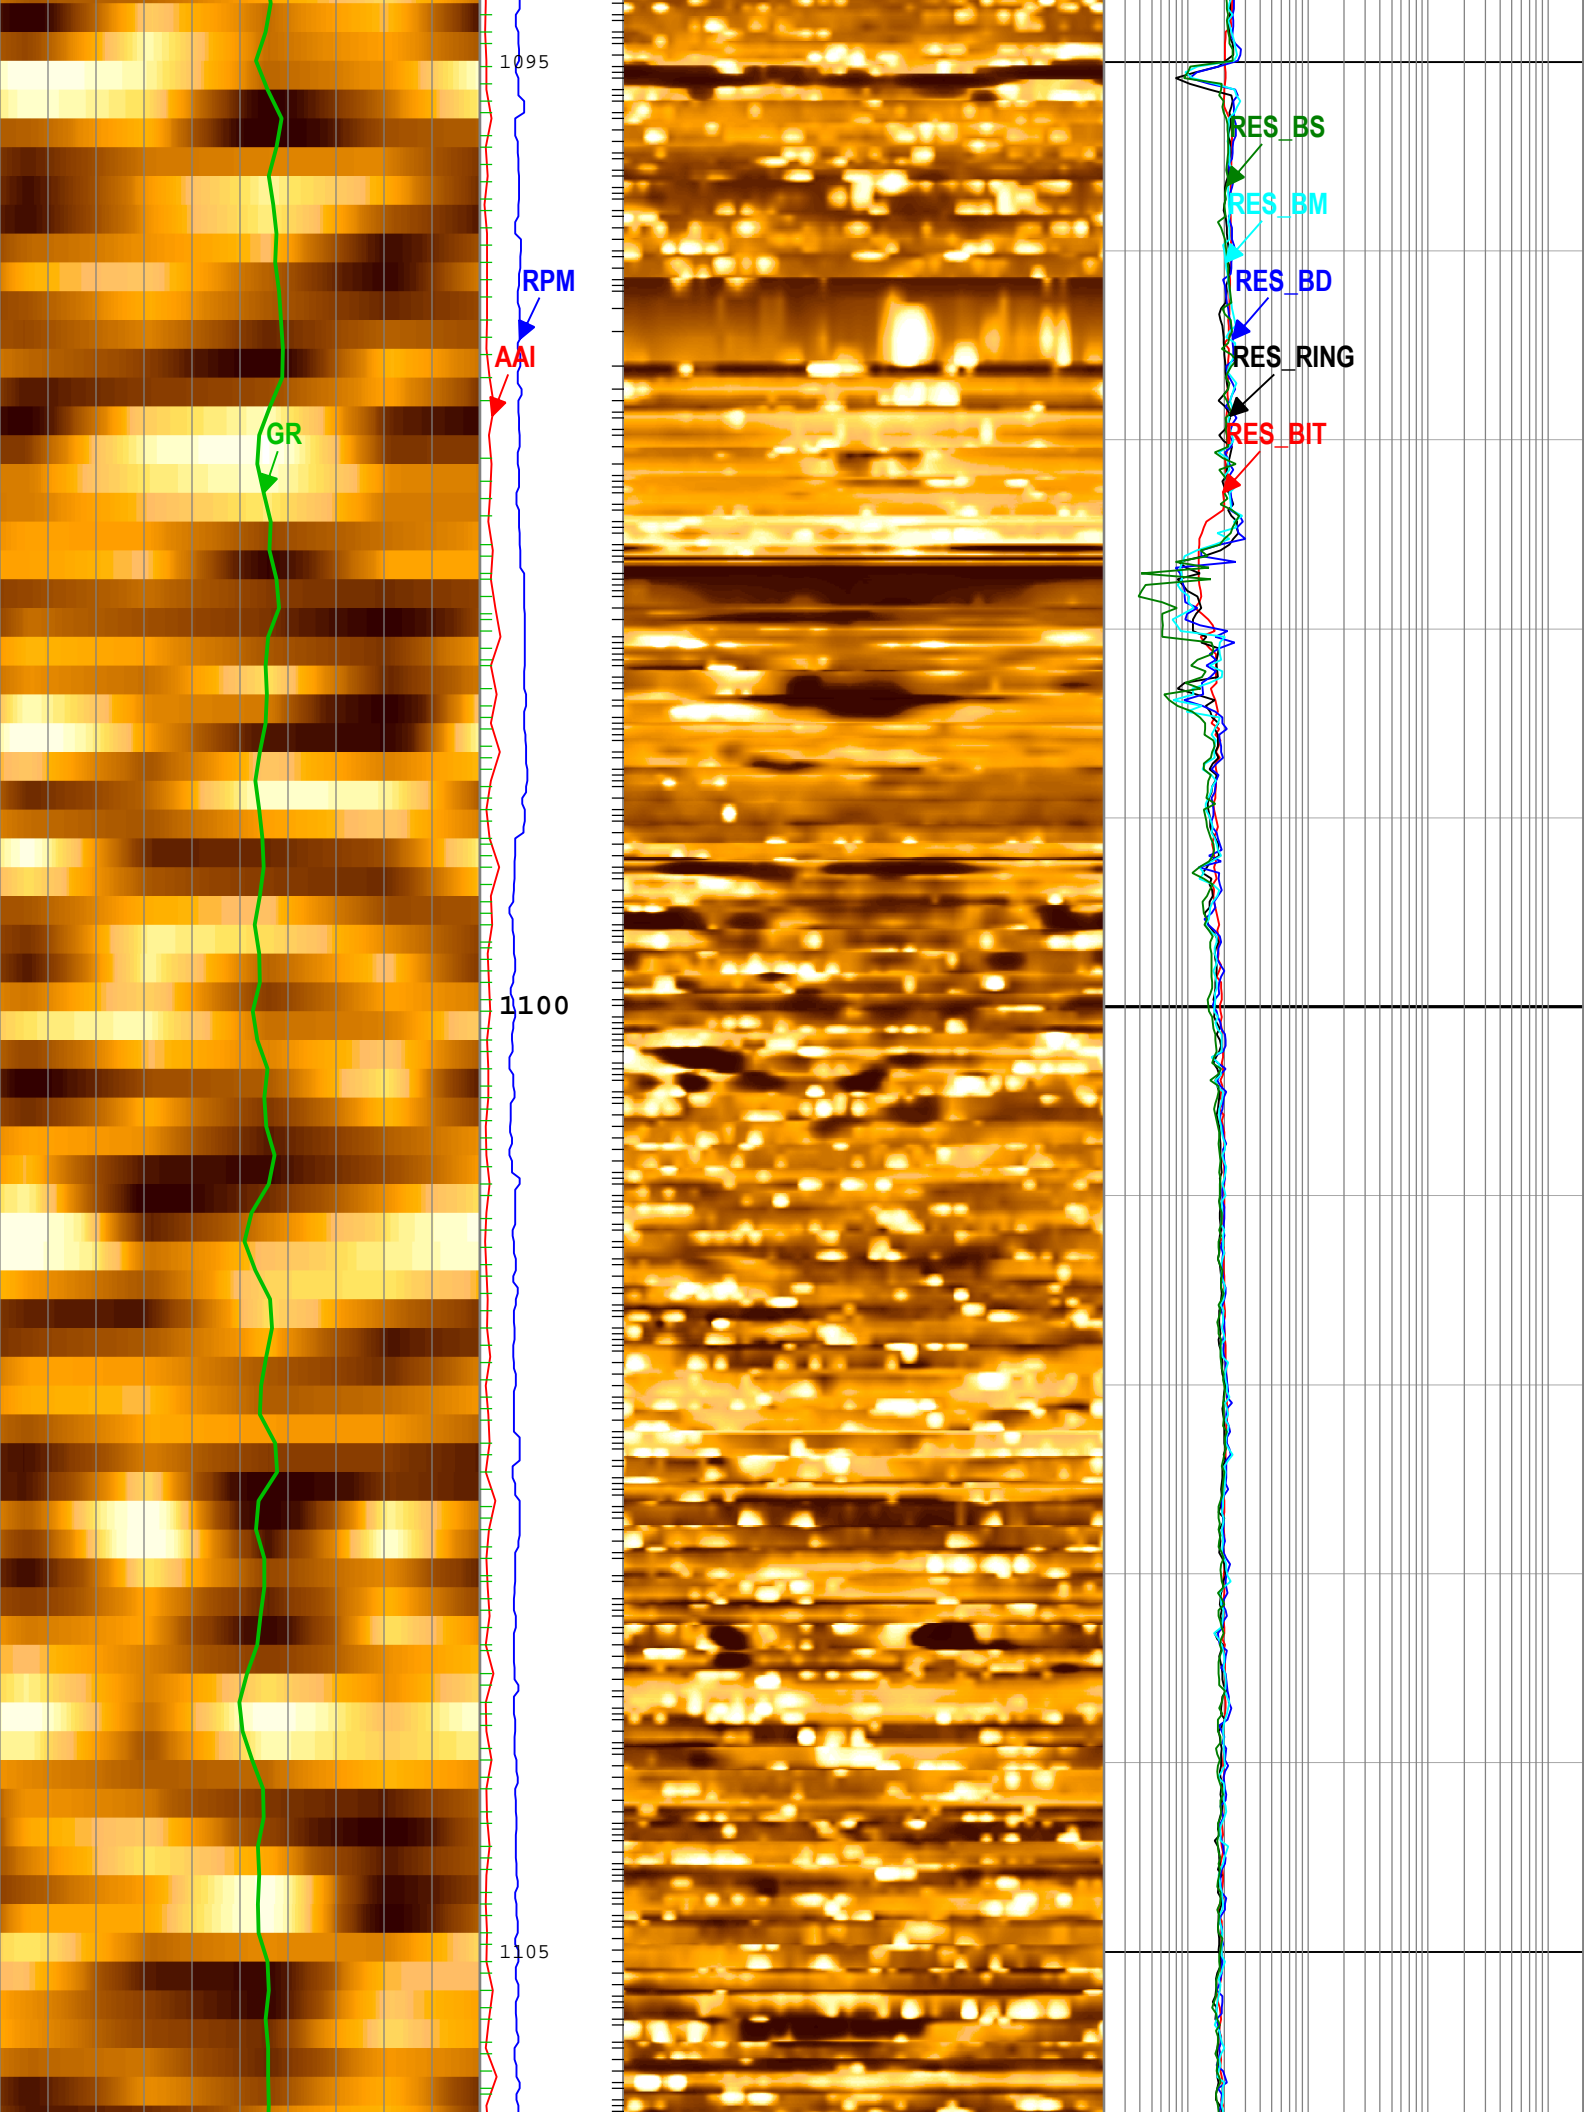 1095
RES_BS
RES_BM
RPM
RES_BD
AAI
RES_RING
GR
RES_BIT
1100
1105